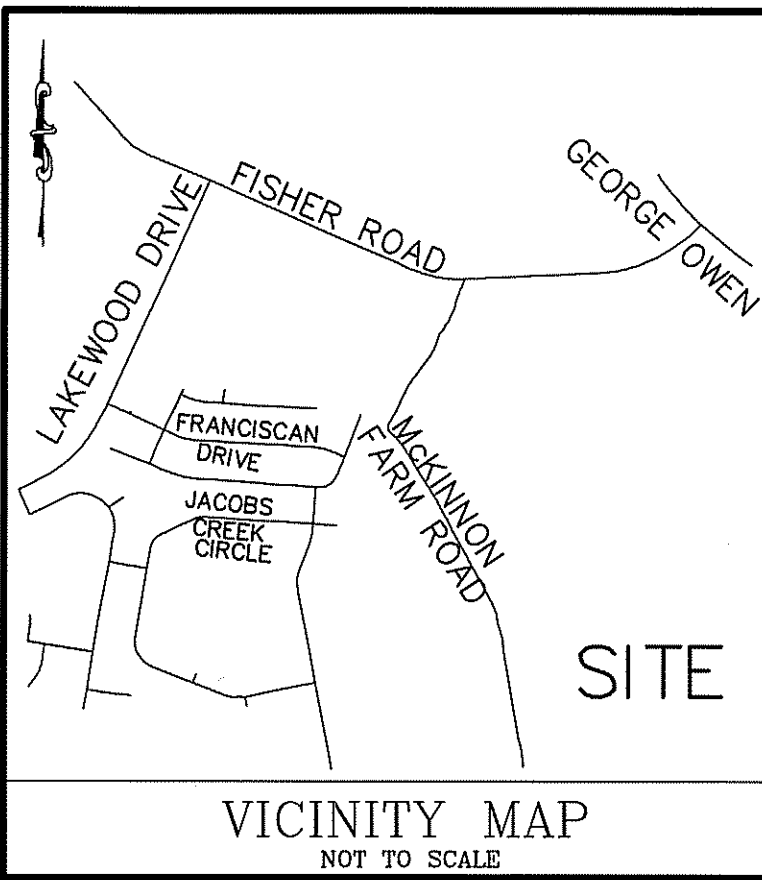 LAKEWOOD DRIVE
FISHER ROAD
GEORGE OWEN
FRANCISCAN
DRIVE
JACOBS
CREEK
CIRCLE
McKINNON
FARM ROAD
SITE
VICINITY MAP
NOT TO SCALE